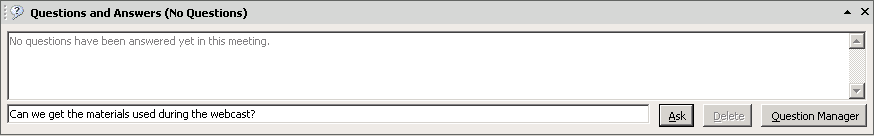 Questions and Answers (No Questions)
No questions have been answered yet in this meeting.
Can we get the materials used during the webcast?
Ask
Delete
Question Manager